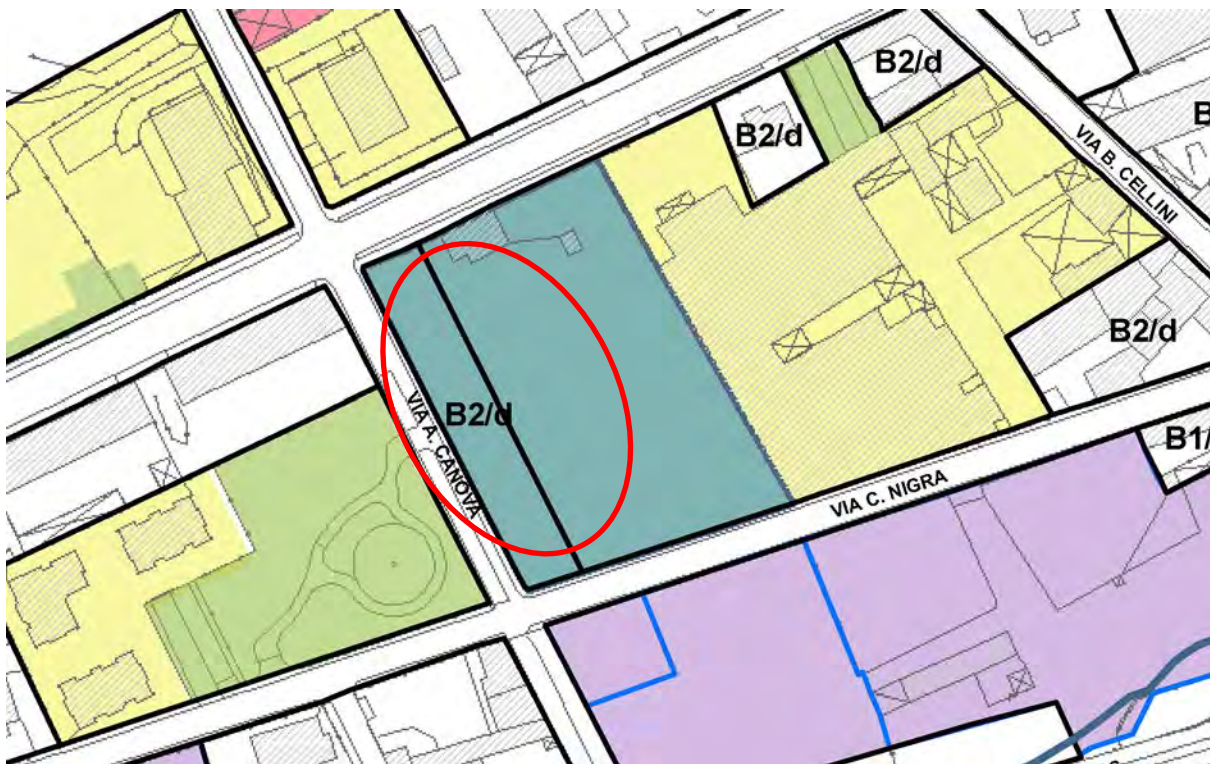 B2/d
B2/d
B
VIA B. CELLINI
B2/d
B2/d
VIA A. CANOVA
B1/
VIA C. NIGRA